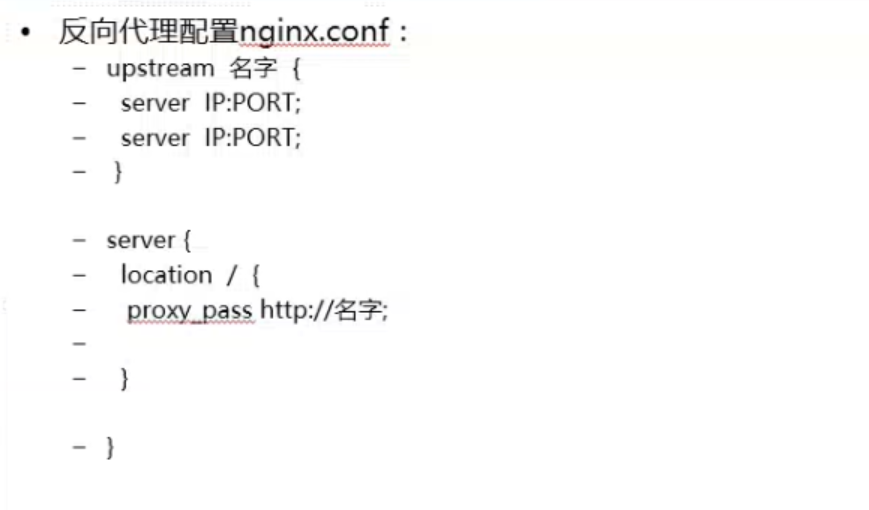 • 反向代理配置nginx.conf：
– upstream 名字 {
– server IP:PORT;
– server IP:PORT;
– }
– server {
– location / {
– proxy_pass http://名字;
–
– }
– }